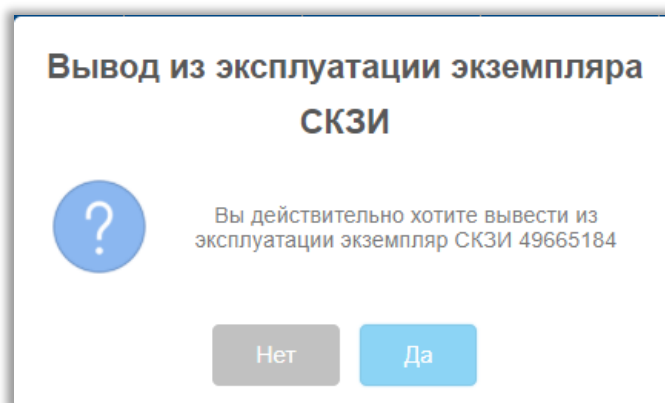 Вывод из эксплуатации экземпляра
СКЗИ
?
Вы действительно хотите вывести из
эксплуатации экземпляр СКЗИ 49665184
Нет Да